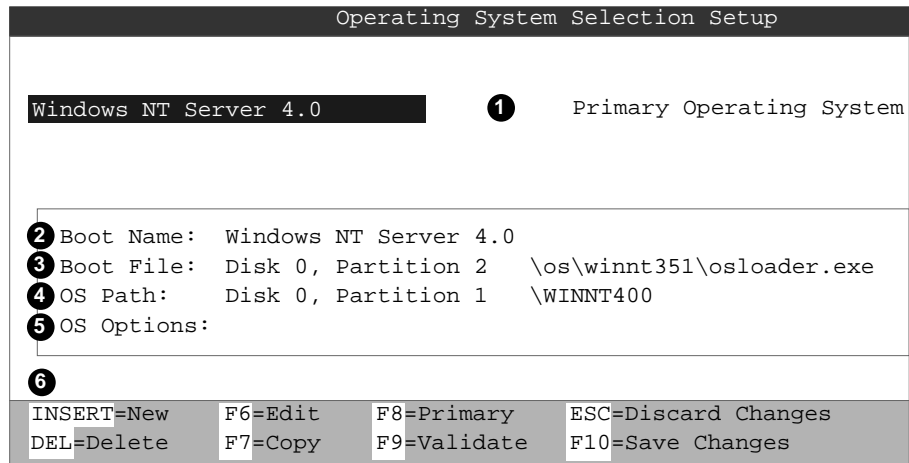 Operating System Selection Setup
Windows NT Server 4.0 1 Primary Operating System
2 Boot Name: Windows NT Server 4.0
3 Boot File: Disk 0, Partition 2 \os\winnt351\osloader.exe
4 OS Path: Disk 0, Partition 1 \WINNT400
5 OS Options:
6
INSERT=New F6=Edit F8=Primary ESC=Discard Changes
DEL=Delete F7=Copy F9=Validate F10=Save Changes